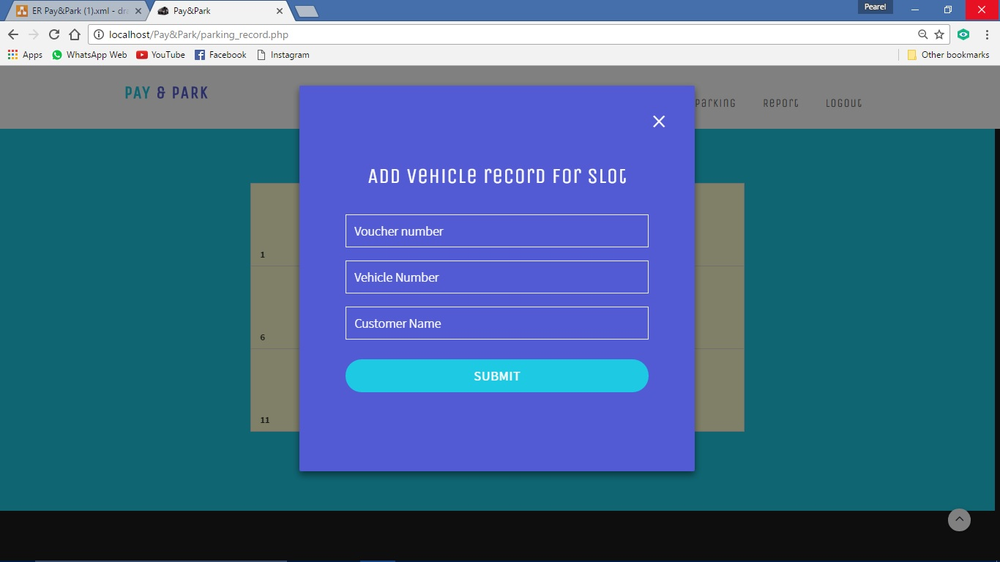 ER Pay&Park (1).xml - dra
Pay&Park
Pearel
localhost/Pay&Park/parking_record.php
Apps
WhatsApp Web
YouTube
Facebook
Instagram
Other bookmarks
PAY & PARK
Parking
Report
Logout
Add vehicle record for slot
1
6
11
Voucher number
Vehicle Number
Customer Name
SUBMIT